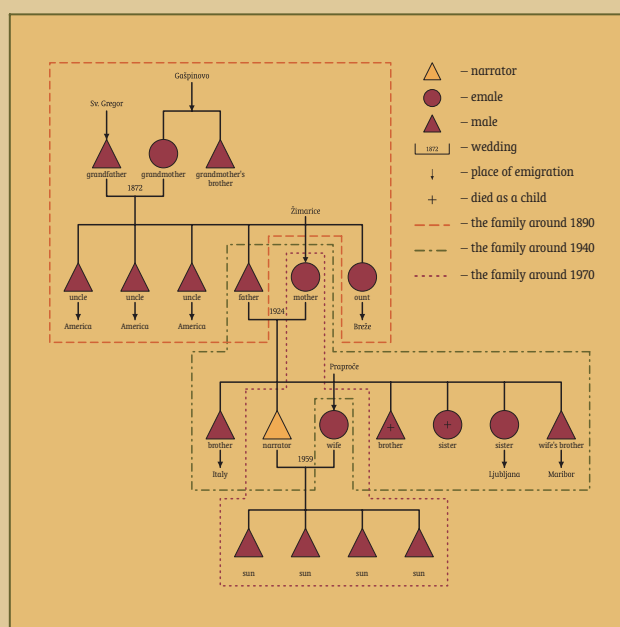 Gašpinovo
Sv. Gregor
grandfather
grandmother
grandmother's
brother
1872
Žimarice
uncle
uncle
uncle
father
mother
ount
America
America
America
1924
Breže
Praproče
brother
narrator
wife
brother
sister
sister
wife's brother
Italy
1959
Ljubljana
Maribor
sun
sun
sun
sun
– narrator
– emale
– male
1872 – wedding
– place of emigration
– died as a child
– the family around 1890
– the family around 1940
– the family around 1970